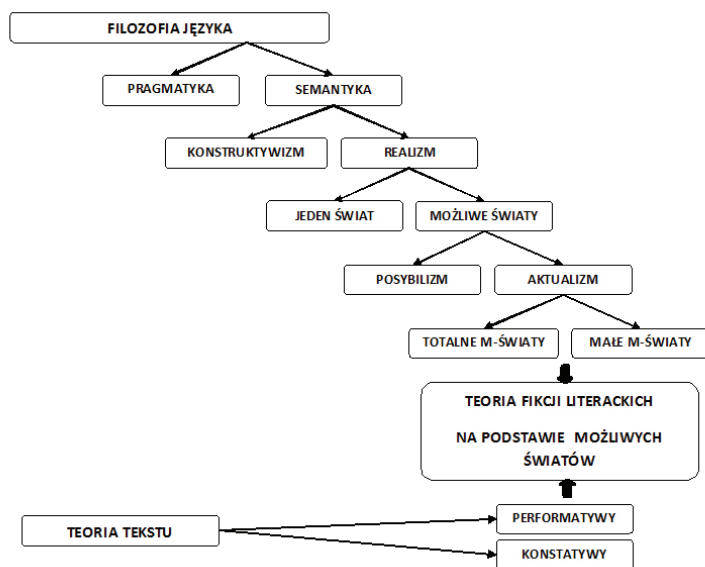 FILOZOFIA JĘZYKA
PRAGMATYKA
SEMANTYKA
KONSTRUKTYWIZM
REALIZM
JEDEN ŚWIAT
MOŻLIWE ŚWIATY
POSYBILIZM
AKTUALIZM
TOTALNE M-ŚWIATY
MAŁE M-ŚWIATY
TEORIA FIKCJI LITERACKICH
NA PODSTAWIE MOŻLIWYCH
ŚWIATÓW
PERFORMATYWY
TEORIA TEKSTU
KONSTATYWY